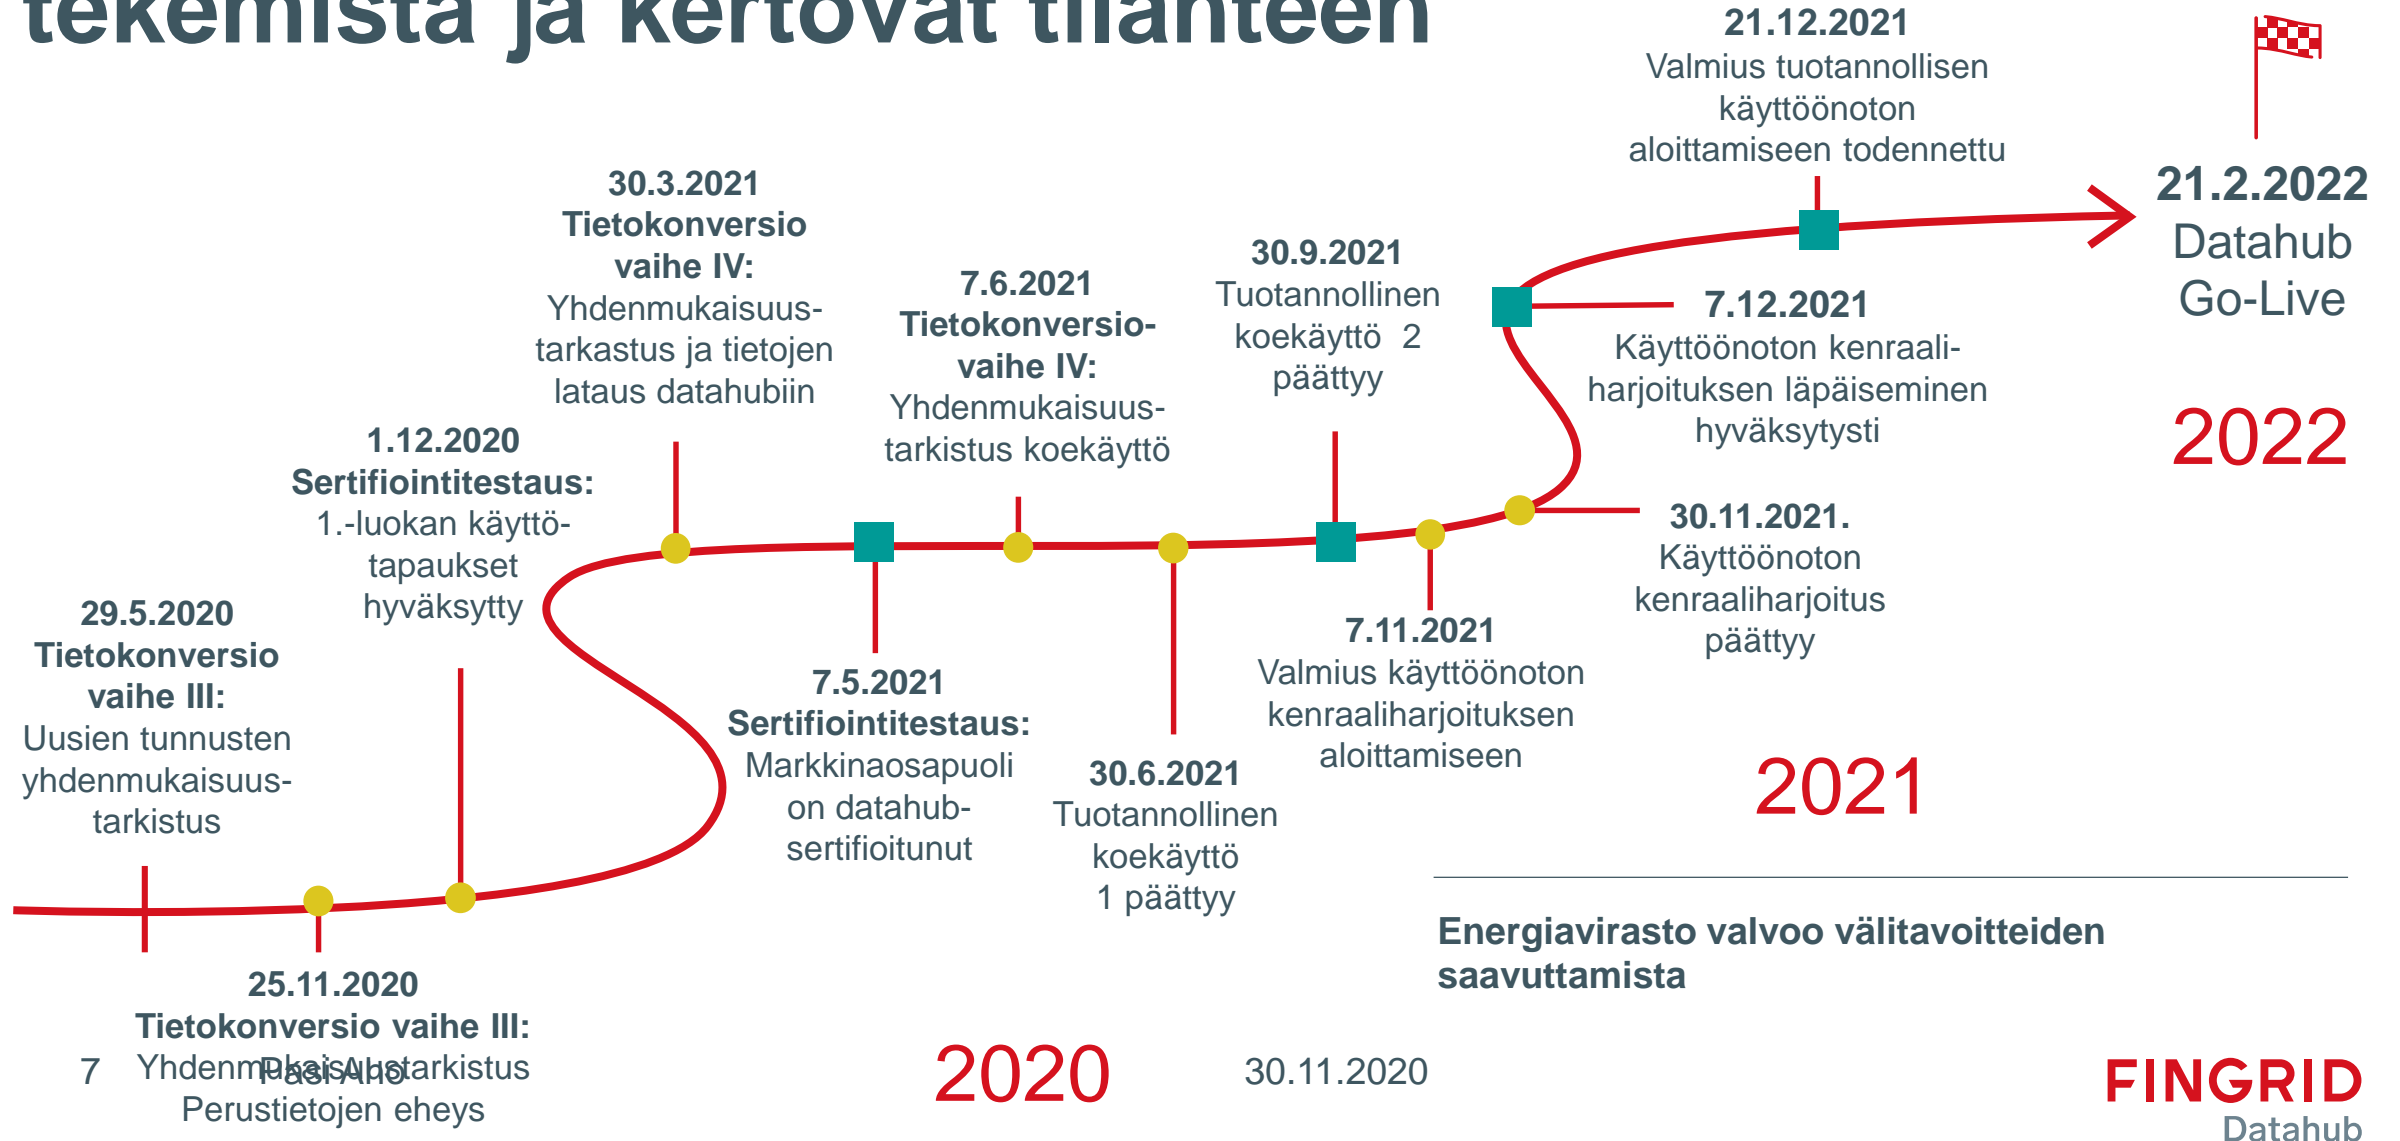 tekemistä ja kertovat tilanteen
29.5.2020
Tietokonversio
vaihe III:
Uusien tunnusten
yhdenmukaisuus-
tarkistus
25.11.2020
Tietokonversio vaihe III:
Yhdenmukaisuustarkistus
Perustietojen eheys
1.12.2020
Sertifiointitestaus:
1.-luokan käyttö-
tapaukset
hyväksytty
30.3.2021
Tietokonversio
vaihe IV:
Yhdenmukaisuus-
tarkastus ja tietojen
lataus datahubiin
7.5.2021
Sertifiointitestaus:
Markkinaosapuoli
on datahub-
sertifioitunut
7.6.2021
Tietokonversio-
vaihe IV:
Yhdenmukaisuus-
tarkistus koekäyttö
30.6.2021
Tuotannollinen
koekäyttö
1 päättyy
30.9.2021
Tuotannollinen
koekäyttö 2
päättyy
7.11.2021
Valmius käyttöönoton
kenraaliharjoituksen
aloittamiseen
30.11.2021.
Käyttöönoton
kenraaliharjoitus
päättyy
7.12.2021
Käyttöönoton kenraali-
harjoituksen läpäiseminen
hyväksytysti
21.12.2021
Valmius tuotannollisen
käyttöönoton
aloittamiseen todennettu
21.2.2022
Datahub
Go-Live
2022
2021
2020
Energiavirasto valvoo välitavoitteiden
saavuttamista
7
Pasi Aho
30.11.2020
FINGRID
Datahub